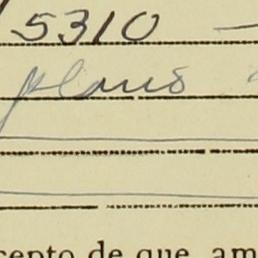 5310 -
plano
cepto de que, am